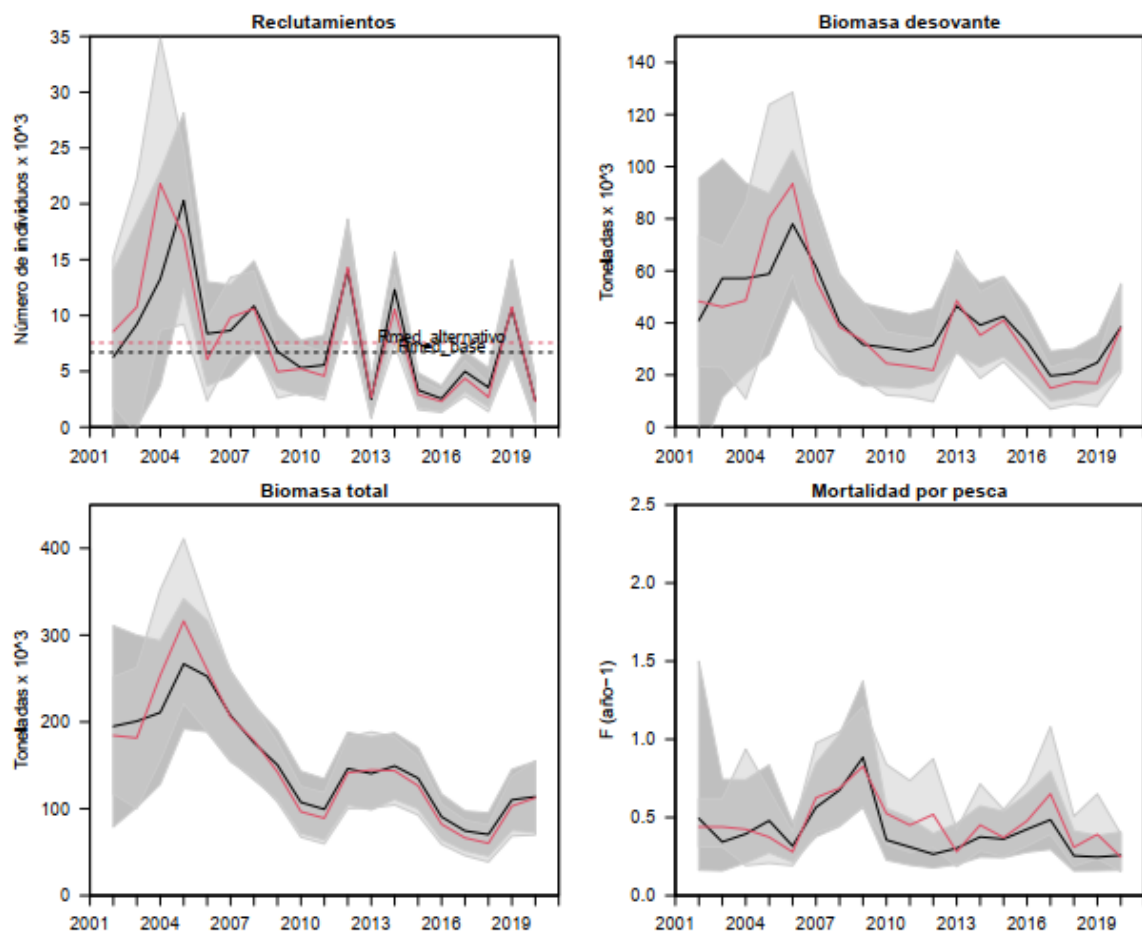 Reclutamientos
Número de individuos x 10^3
35
30
25
20
15
10
5
0
Rmed_alternativo
Rmed_base
2001 2004 2007 2010 2013 2016 2019
Biomasa desovante
Toneladas x 10^3
140
120
100
80
60
40
20
0
2001 2004 2007 2010 2013 2016 2019
Biomasa total
Toneladas x 10^3
400
300
200
100
0
2001 2004 2007 2010 2013 2016 2019
Mortalidad por pesca
F (año−1)
2.5
2.0
1.5
1.0
0.5
0.0
2001 2004 2007 2010 2013 2016 2019